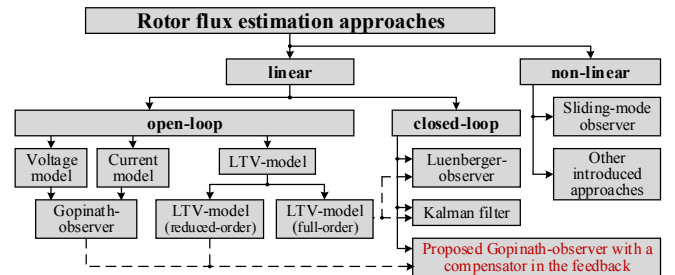 Rotor flux estimation approaches
linear
non-linear
open-loop
closed-loop
Sliding-mode
observer
Voltage
model
Current
model
LTV-model
Luenberger-
observer
Other
introduced
approaches
Gopinath-
observer
LTV-model
(reduced-order)
LTV-model
(full-order)
Kalman filter
Proposed Gopinath-observer with a
compensator in the feedback